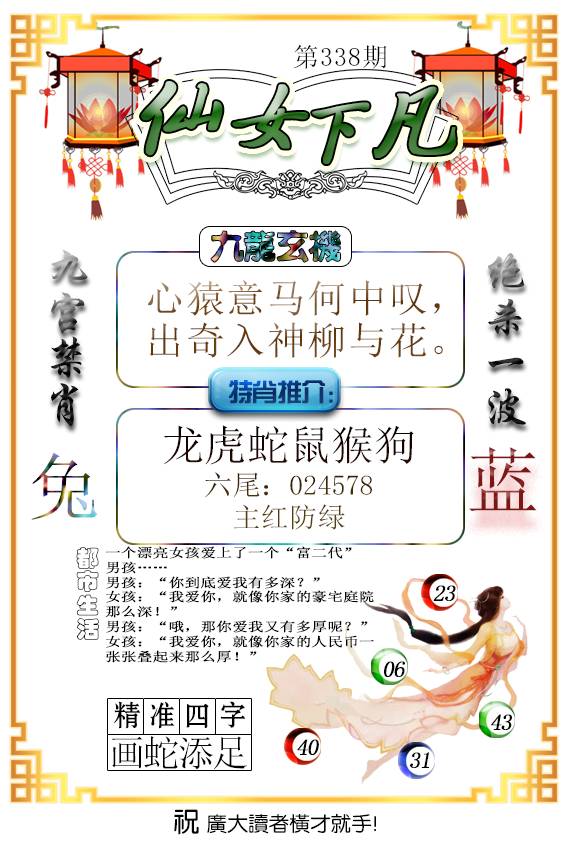 第338期
仙女下凡
九龍玄機
心猿意马何中叹，
出奇入神柳与花。
九宫禁肖
兔
绝杀一波
蓝
特肖推介:
龙虎蛇鼠猴狗
六尾：024578
主红防绿
都市生活
一个漂亮女孩爱上了一个“富二代”
男孩……
男孩：“你到底爱我有多深？”
女孩：“我爱你，就像你家的豪宅庭院
那么深！”
男孩：“哦，那你爱我又有多厚呢？”
女孩：“我爱你，就像你家的人民币一
张张叠起来那么厚！”
23
06
43
40
31
精准四字
画蛇添足
祝 廣大讀者橫才就手!